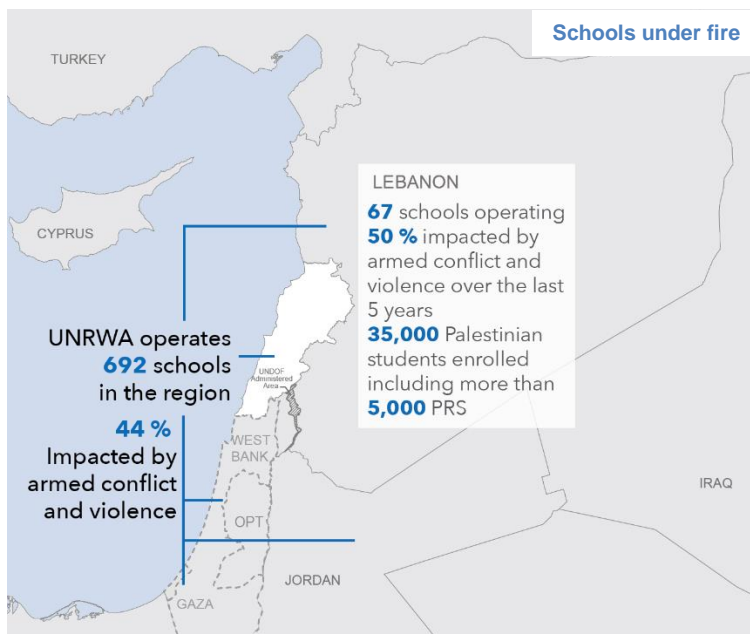 Schools under fire
TURKEY
CYPRUS
LEBANON
67 schools operating
50 % impacted by
armed conflict and
violence over the last
5 years
35,000 Palestinian
students enrolled
including more than
5,000 PRS
UNRWA operates
692 schools
in the region
UNDOF
Administered
Area
44 %
Impacted by
armed conflict
and violence
WEST
BANK
OPT
IRAQ
JORDAN
GAZA